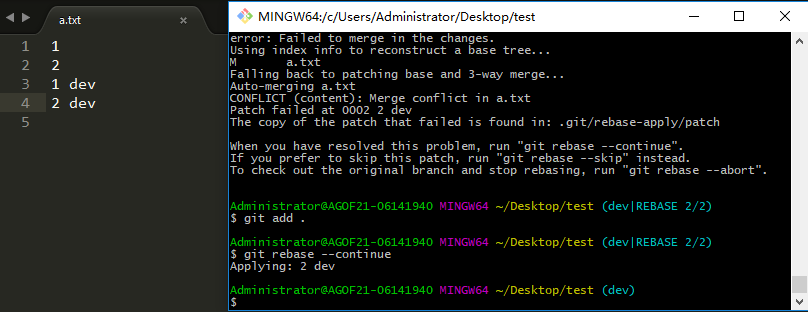 a.txt
×
1 1
2 2
3 1 dev
4 2 dev
5
MINGW64:/c/Users/Administrator/Desktop/test
error: Failed to merge in the changes.
Using index info to reconstruct a base tree...
M       a.txt
Falling back to patching base and 3-way merge...
Auto-merging a.txt
CONFLICT (content): Merge conflict in a.txt
Patch failed at 0002 2 dev
The copy of the patch that failed is found in: .git/rebase-apply/patch
When you have resolved this problem, run "git rebase --continue".
If you prefer to skip this patch, run "git rebase --skip" instead.
To check out the original branch and stop rebasing, run "git rebase --abort".
Administrator@AGOF21-06141940 MINGW64 ~/Desktop/test (dev|REBASE 2/2)
$ git add .
Administrator@AGOF21-06141940 MINGW64 ~/Desktop/test (dev|REBASE 2/2)
$ git rebase --continue
Applying: 2 dev
Administrator@AGOF21-06141940 MINGW64 ~/Desktop/test (dev)
$